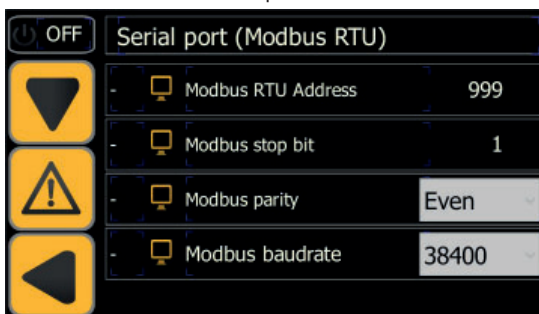 OFF
Serial port (Modbus RTU)
- Modbus RTU Address 999
- Modbus stop bit 1
- Modbus parity Even
- Modbus baudrate 38400